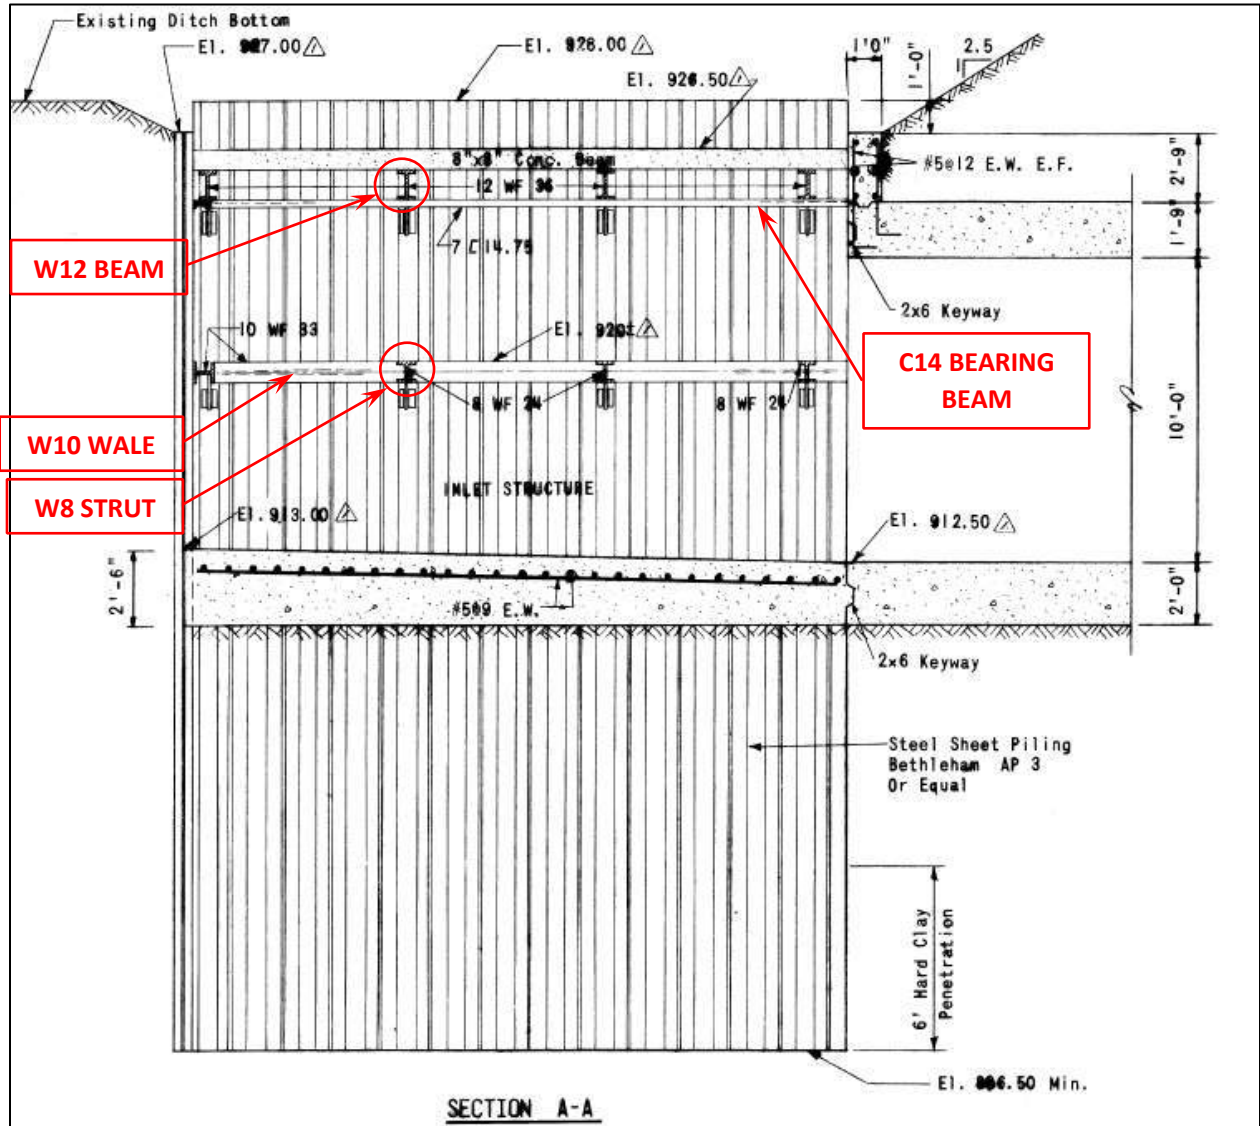 Existing Ditch Bottom
El. 927.00
El. 928.00
El. 926.50
1'0"
1'-0"
2.5
1
8"x8" Conc. Beam
#5@12 E.W. E.F.
2'-9"
12 WF 36
1'-9"
7 [ 14.75
W12 BEAM
2x6 Keyway
10 WF 33
El. 920±
C14 BEARING
BEAM
8 WF 24
8 WF 24
10'-0"
W10 WALE
W8 STRUT
INLET STRUCTURE
El. 913.00
El. 912.50
2'-6"
#5@9 E.W.
2'-0"
2x6 Keyway
Steel Sheet Piling
Bethleham AP 3
Or Equal
6' Hard Clay
Penetration
.50 Min.
SECTION A-A